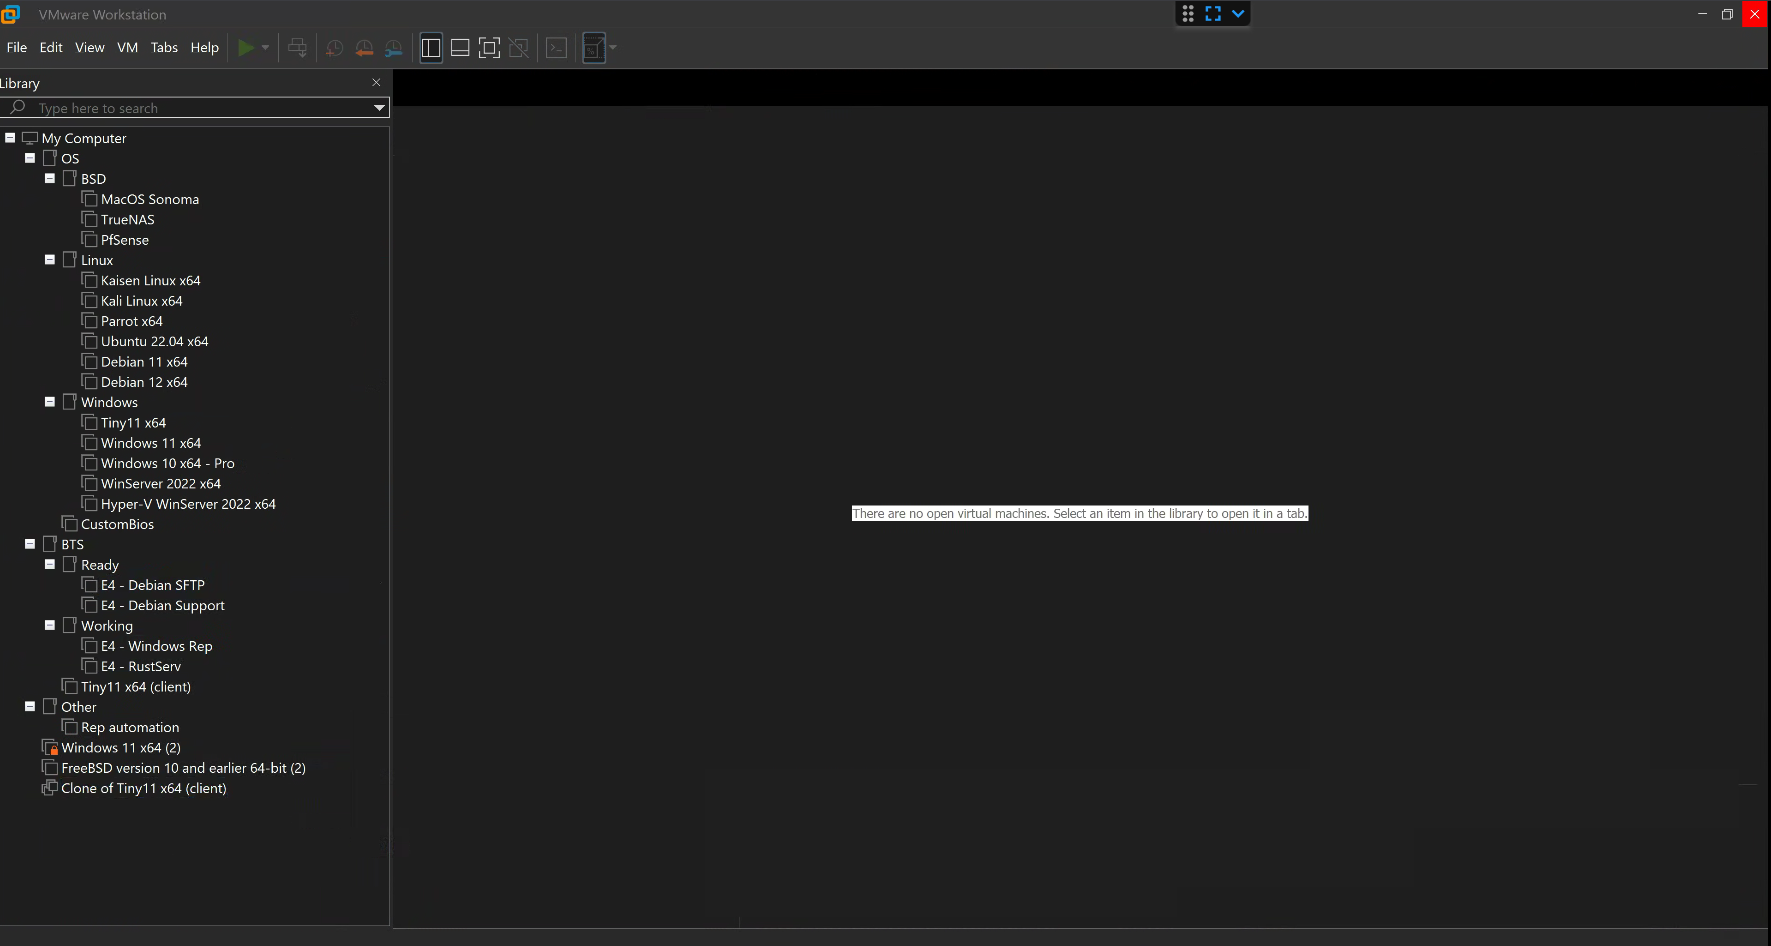 VMware Workstation
File Edit View VM Tabs Help
Library
Type here to search
My Computer
OS
BSD
MacOS Sonoma
TrueNAS
PfSense
Linux
Kaisen Linux x64
Kali Linux x64
Parrot x64
Ubuntu 22.04 x64
Debian 11 x64
Debian 12 x64
Windows
Tiny11 x64
Windows 11 x64
Windows 10 x64 - Pro
WinServer 2022 x64
Hyper-V WinServer 2022 x64
CustomBios
BTS
Ready
E4 - Debian SFTP
E4 - Debian Support
Working
E4 - Windows Rep
E4 - RustServ
Tiny11 x64 (client)
Other
Rep automation
Windows 11 x64 (2)
FreeBSD version 10 and earlier 64-bit (2)
Clone of Tiny11 x64 (client)
There are no open virtual machines. Select an item in the library to open it in a tab.